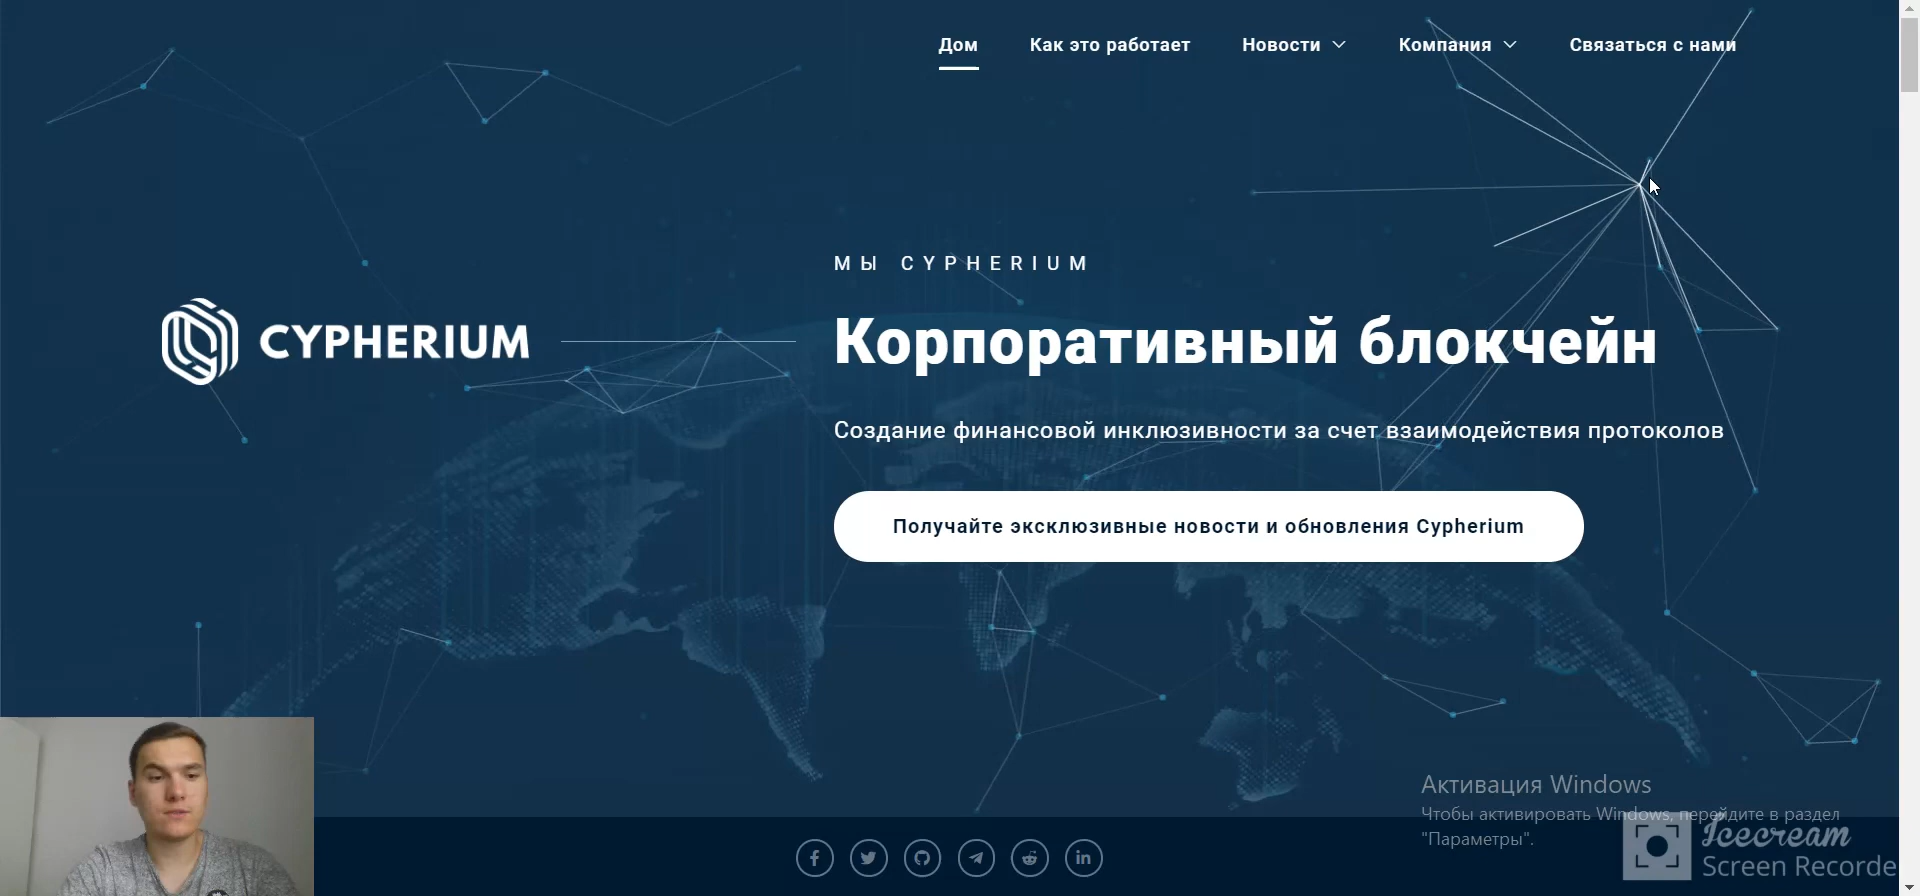 Дом
Как это работает
Новости
Компания
Связаться с нами
МЫ CYPHERIUM
CYPHERIUM
Корпоративный блокчейн
Создание финансовой инклюзивности за счет взаимодействия протоколов
Получайте эксклюзивные новости и обновления Cypherium
Активация Windows
Чтобы активировать Windows, перейдите в раздел
"Параметры".
Icecream
Screen Recorde